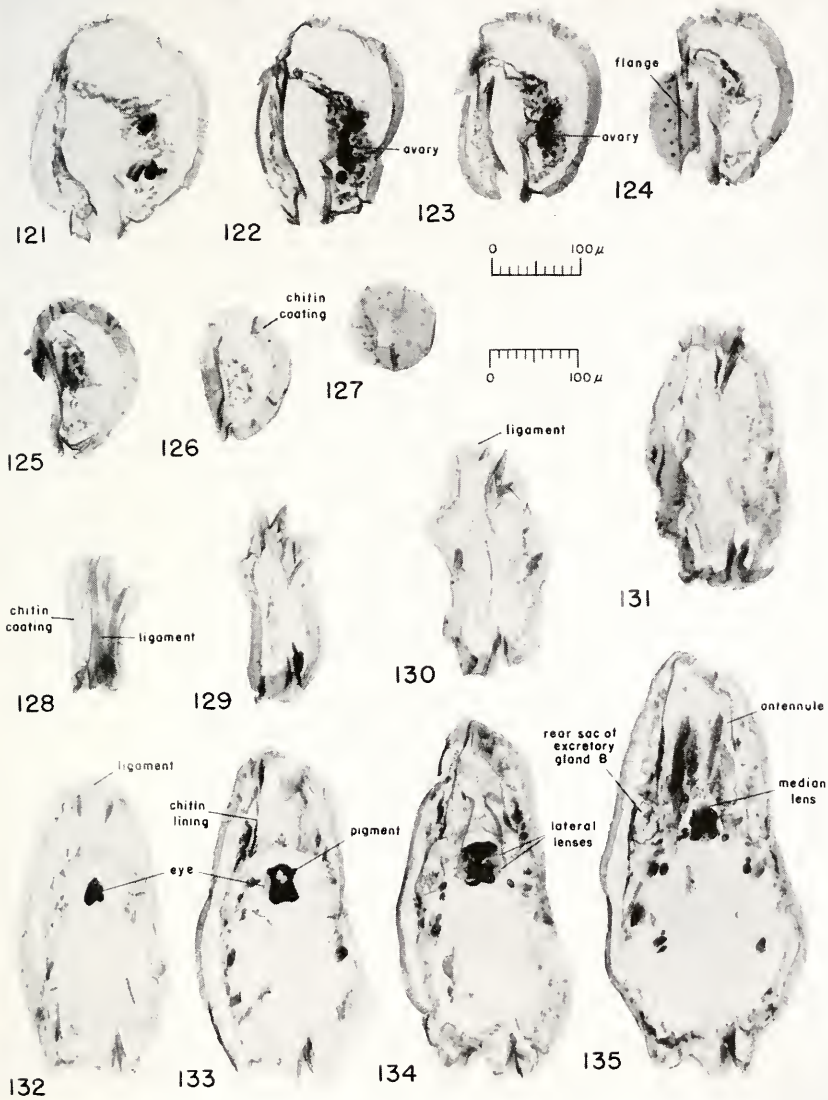 121
122
avary
123
avary
flange
124
0 100 μ
125
chitin
coating
126
127
0 100 μ
ligament
131
chitin
coating
ligament
128
129
130
ligament
132
chitin
lining
eye
pigment
133
lateral
lenses
134
rear sac of
excretory
gland B
antennule
median
lens
135